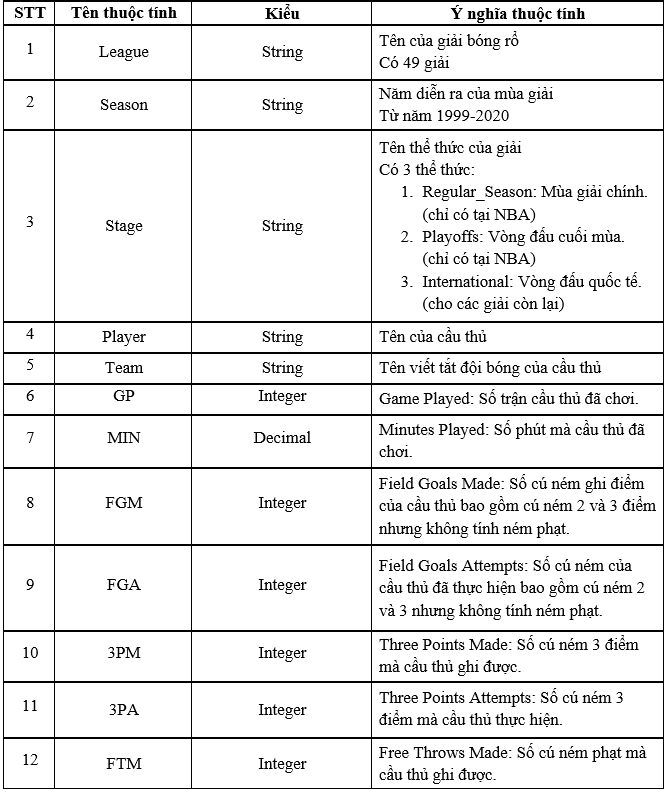 STT Tên thuộc tính Kiểu Ý nghĩa thuộc tính
1 League String Tên của giải bóng rổ
Có 49 giải
2 Season String Năm diễn ra của mùa giải
Từ năm 1999-2020
3 Stage String Tên thể thức của giải
Có 3 thể thức:
1. Regular_Season: Mùa giải chính.
(chỉ có tại NBA)
2. Playoffs: Vòng đấu cuối mùa.
(chỉ có tại NBA)
3. International: Vòng đấu quốc tế.
(cho các giải còn lại)
4 Player String Tên của cầu thủ
5 Team String Tên viết tắt đội bóng của cầu thủ
6 GP Integer Game Played: Số trận cầu thủ đã chơi.
7 MIN Decimal Minutes Played: Số phút mà cầu thủ đã
chơi.
8 FGM Integer Field Goals Made: Số cú ném ghi điểm
của cầu thủ bao gồm cú ném 2 và 3 điểm
nhưng không tính ném phạt.
9 FGA Integer Field Goals Attempts: Số cú ném của
cầu thủ đã thực hiện bao gồm cú ném 2
và 3 nhưng không tính ném phạt.
10 3PM Integer Three Points Made: Số cú ném 3 điểm
mà cầu thủ ghi được.
11 3PA Integer Three Points Attempts: Số cú ném 3
điểm mà cầu thủ thực hiện.
12 FTM Integer Free Throws Made: Số cú ném phạt mà
cầu thủ ghi được.